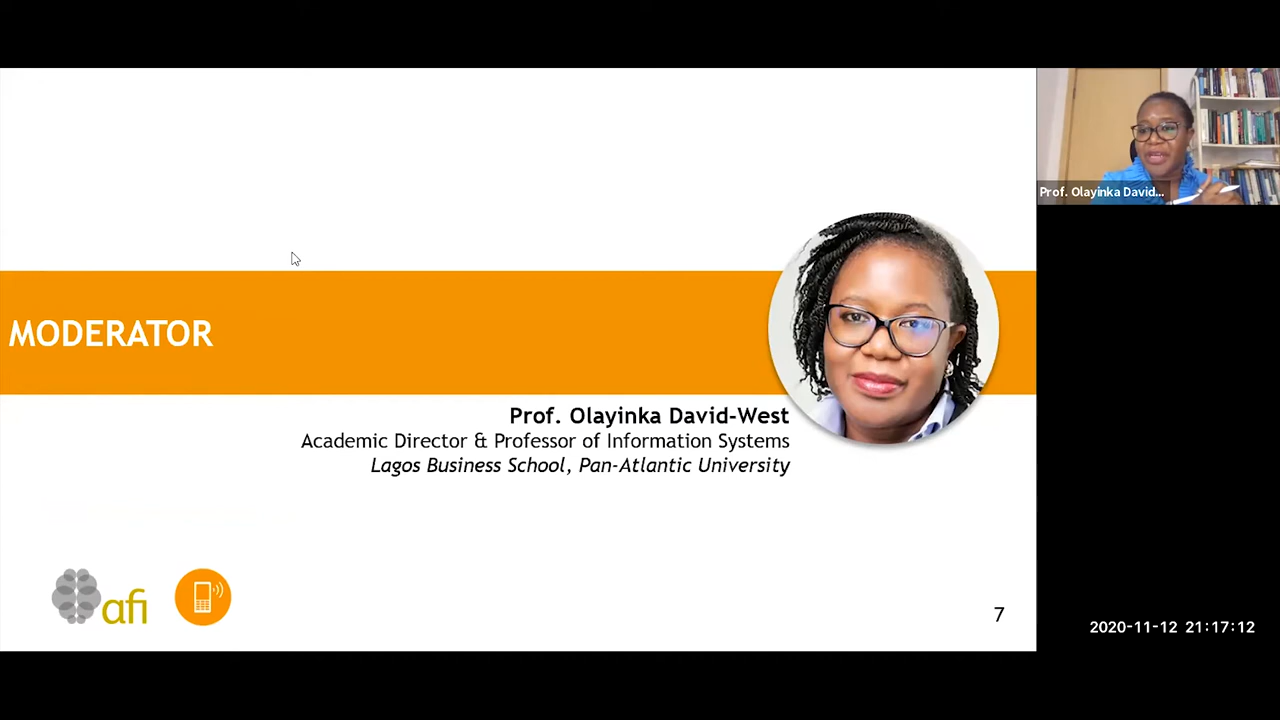 MODERATOR
Prof. Olayinka David-West
Academic Director & Professor of Information Systems
Lagos Business School, Pan-Atlantic University
afi
7
Prof. Olayinka David...
2020-11-12 21:17:12